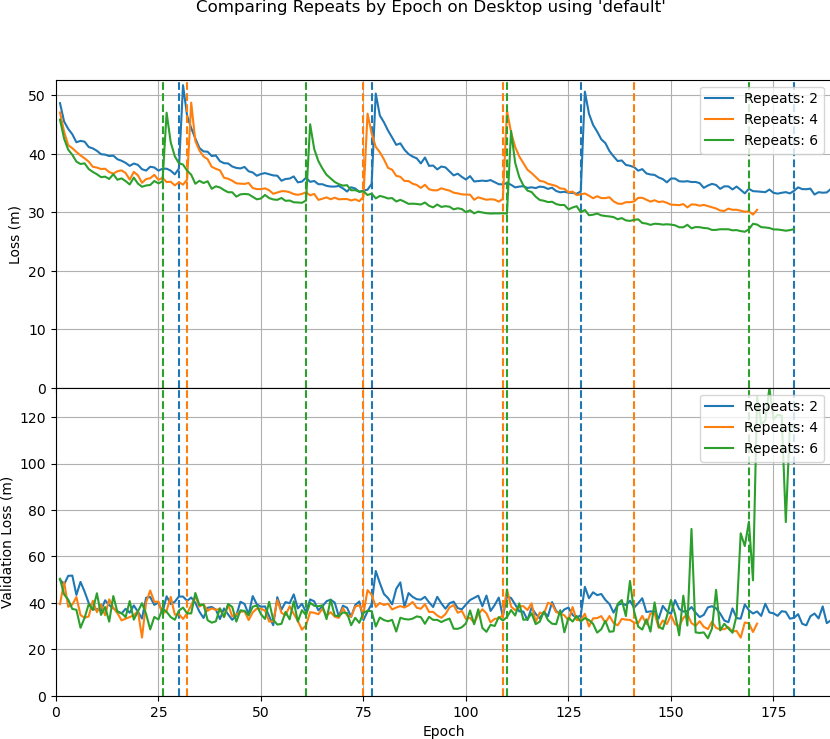 Comparing Repeats by Epoch on Desktop using 'default'
50
40
30
20
10
0
Loss (m)
Repeats: 2
Repeats: 4
Repeats: 6
120
100
80
60
40
20
0
Validation Loss (m)
Repeats: 2
Repeats: 4
Repeats: 6
0 25 50 75 100 125 150 175
Epoch